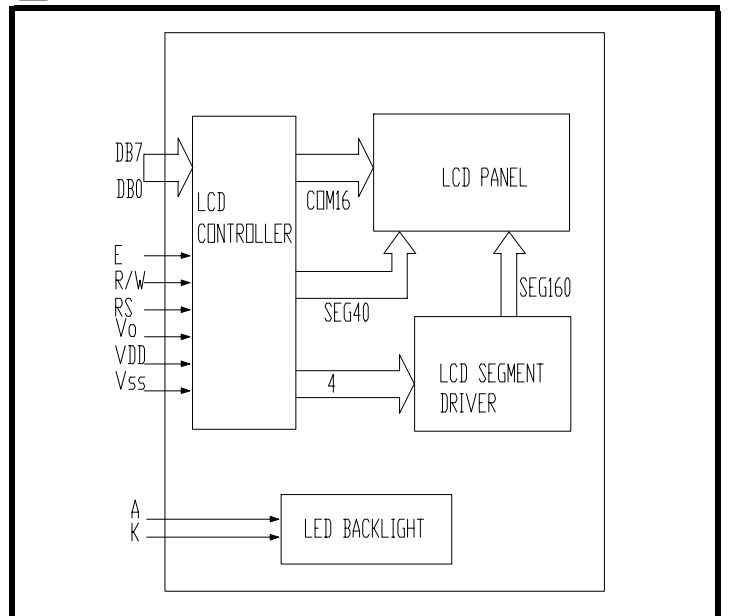 DB7
DB0
E
R/W
RS
Vo
VDD
Vss
LCD
CONTROLLER
COM16
SEG40
4
LCD PANEL
SEG160
LCD SEGMENT
DRIVER
A
K
LED BACKLIGHT